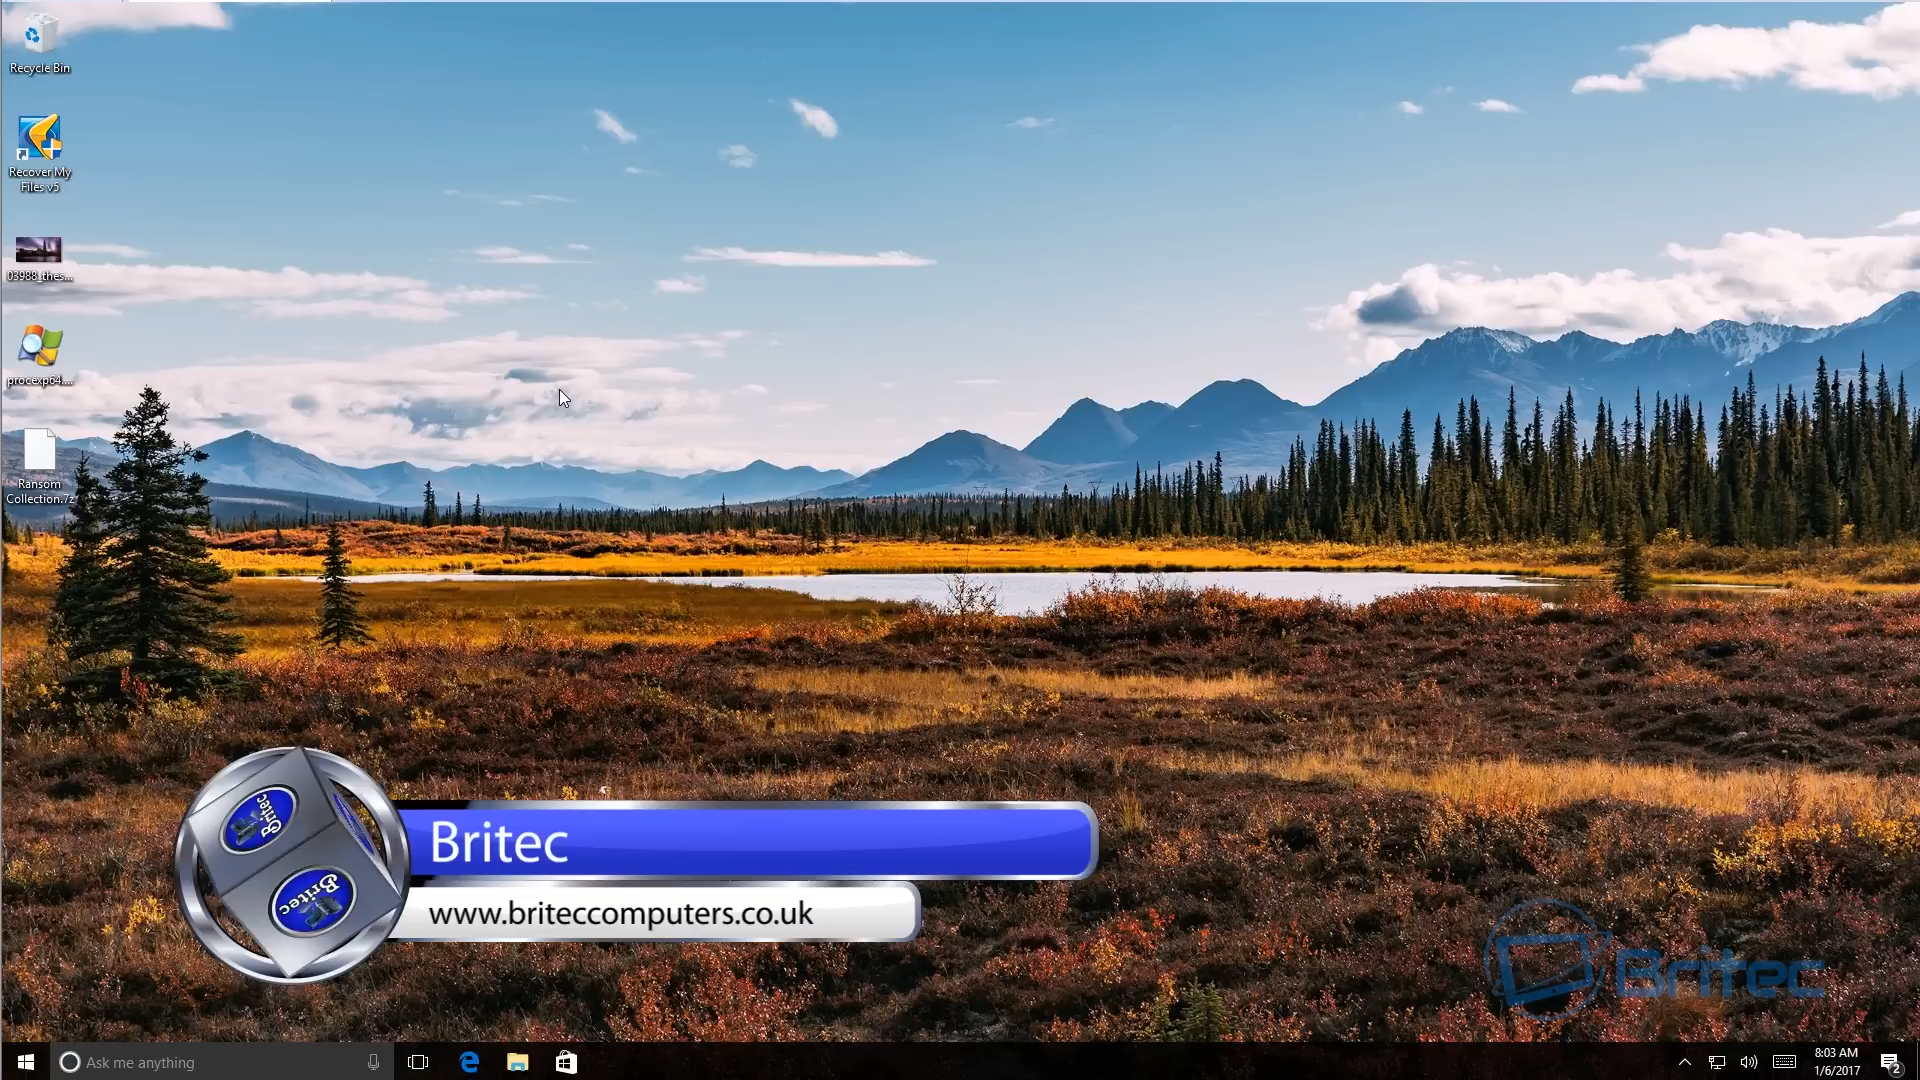 Recycle Bin
Recover My
Files v5
03988_thes...
procexp64....
Ransom
Collection.7z
Britec
Britec
Britec
www.briteccomputers.co.uk
Britec
Ask me anything
8:03 AM
1/6/2017
2